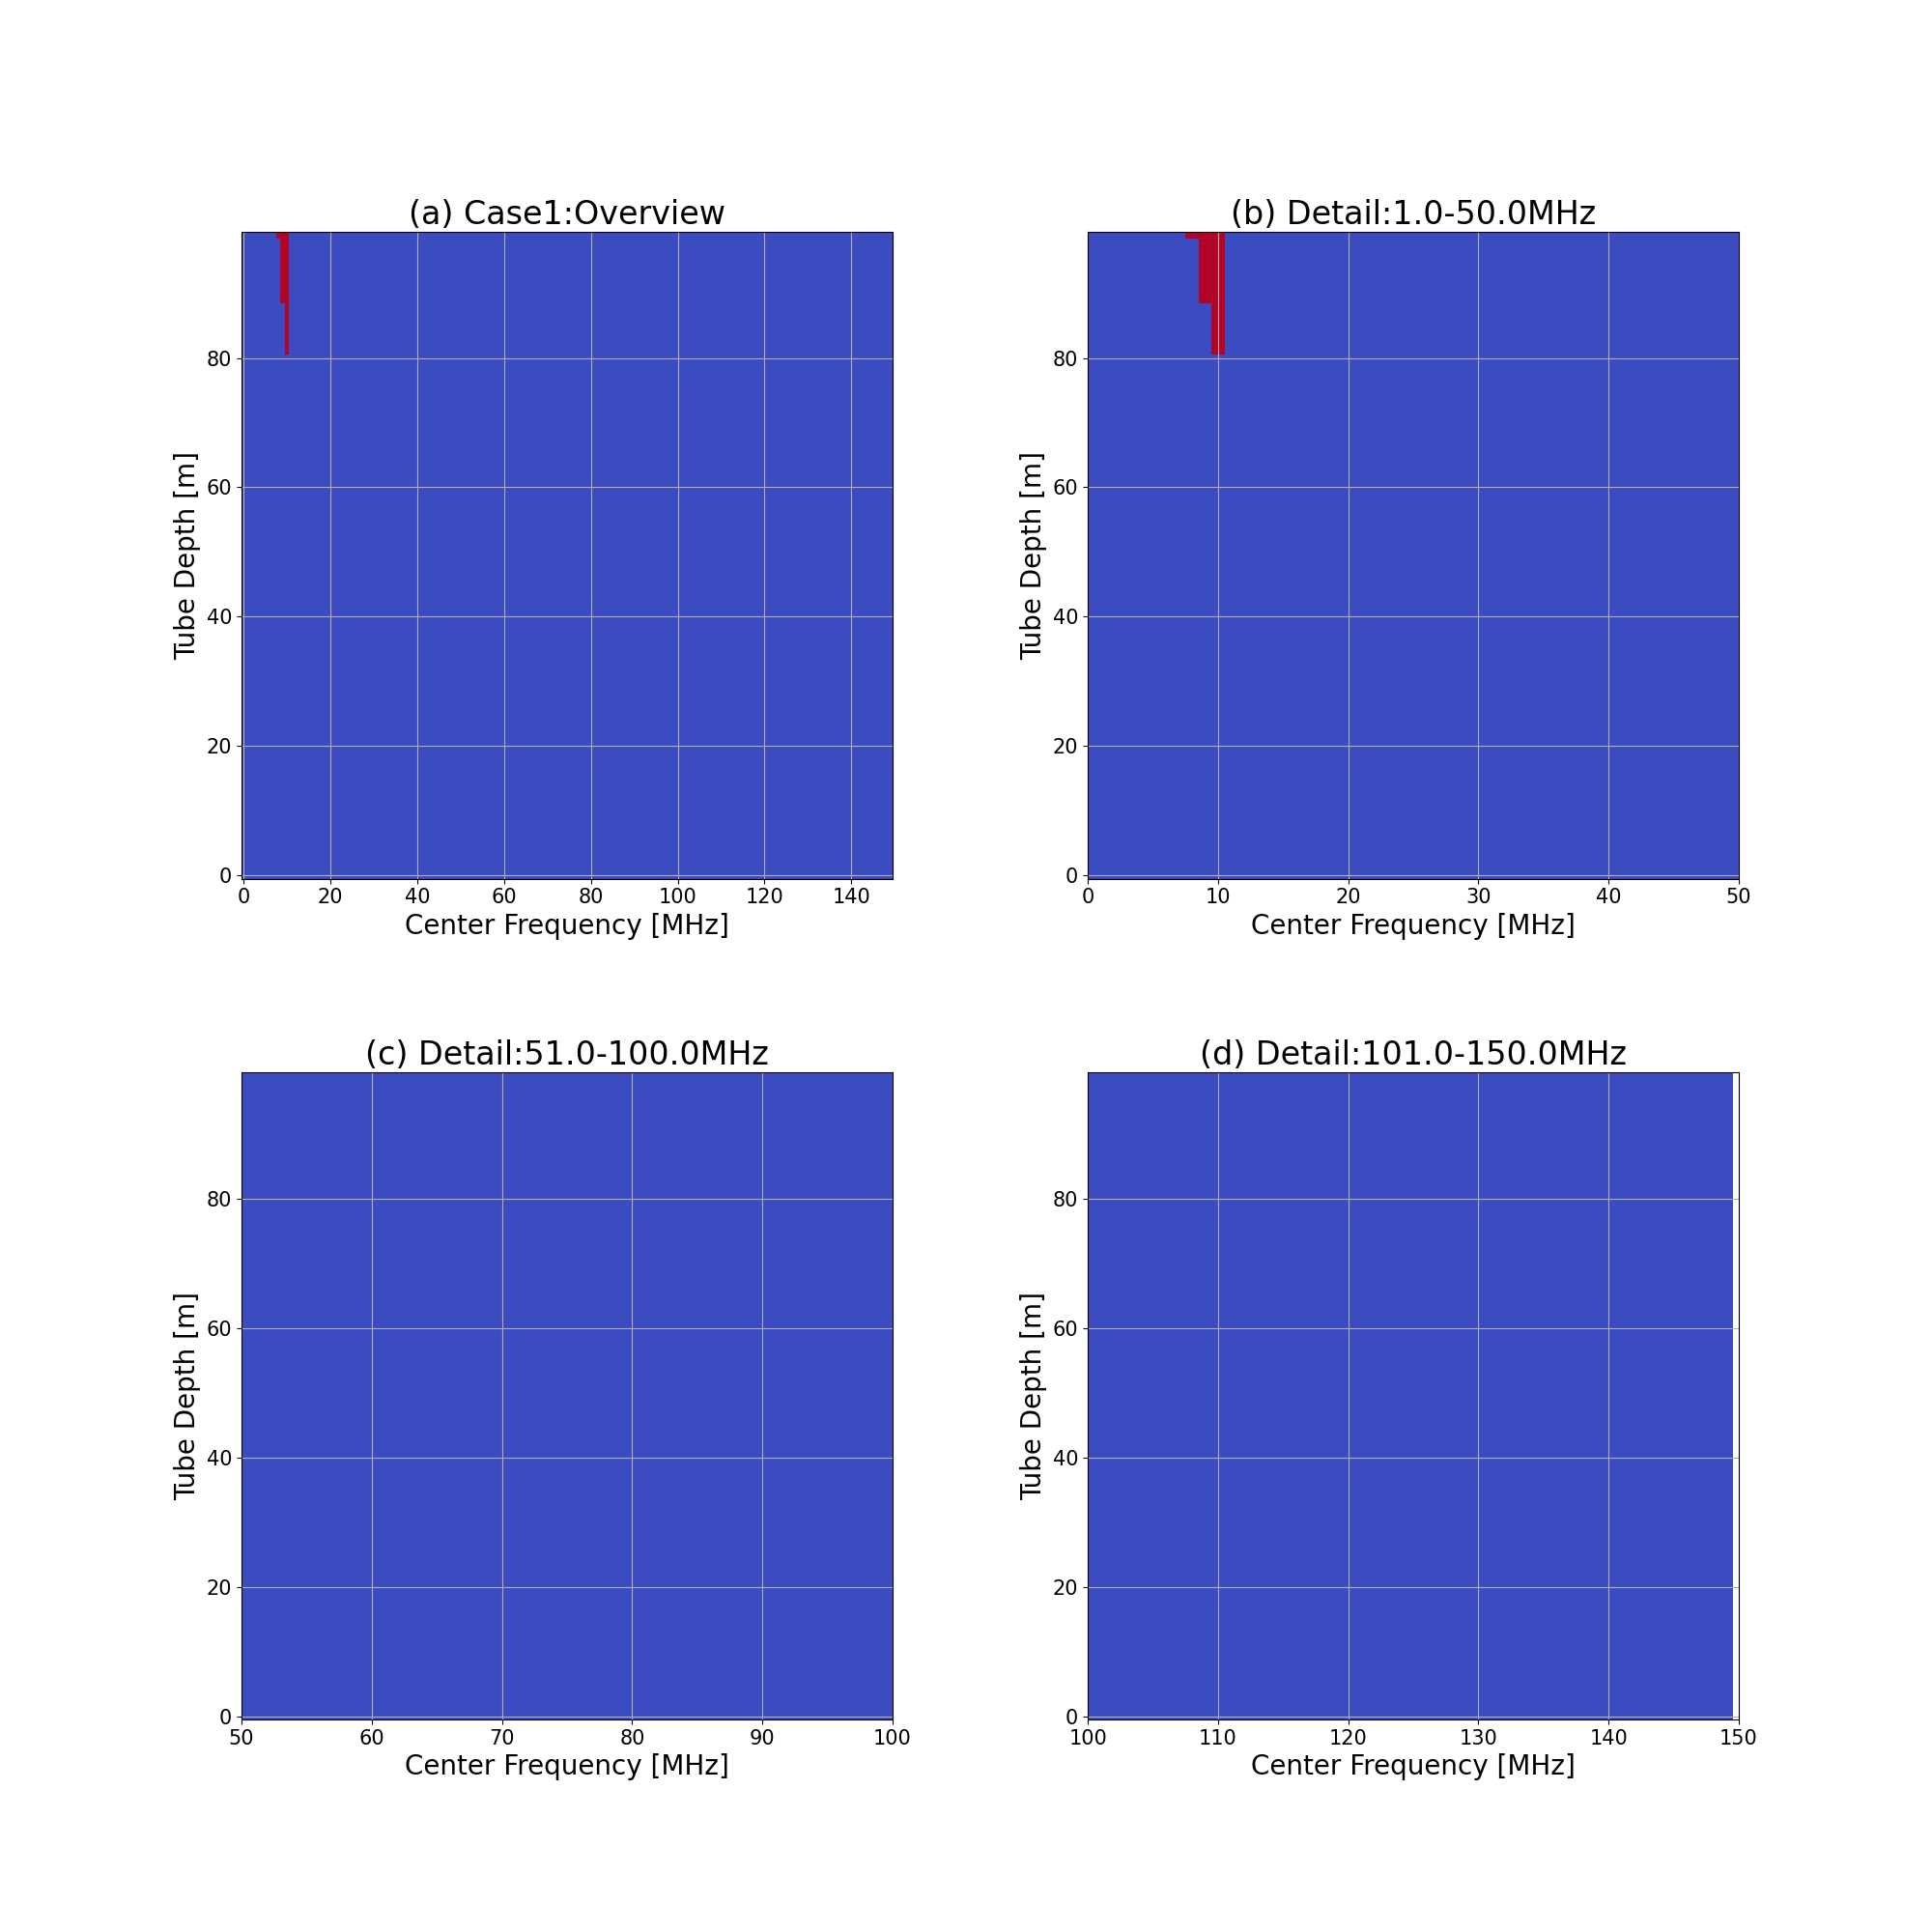 (a) Case1:Overview
80
60
40
20
0
Tube Depth [m]
0 20 40 60 80 100 120 140
Center Frequency [MHz]
(b) Detail:1.0-50.0MHz
80
60
40
20
0
Tube Depth [m]
0 10 20 30 40 50
Center Frequency [MHz]
(c) Detail:51.0-100.0MHz
80
60
40
20
0
Tube Depth [m]
50 60 70 80 90 100
Center Frequency [MHz]
(d) Detail:101.0-150.0MHz
80
60
40
20
0
Tube Depth [m]
100 110 120 130 140 150
Center Frequency [MHz]